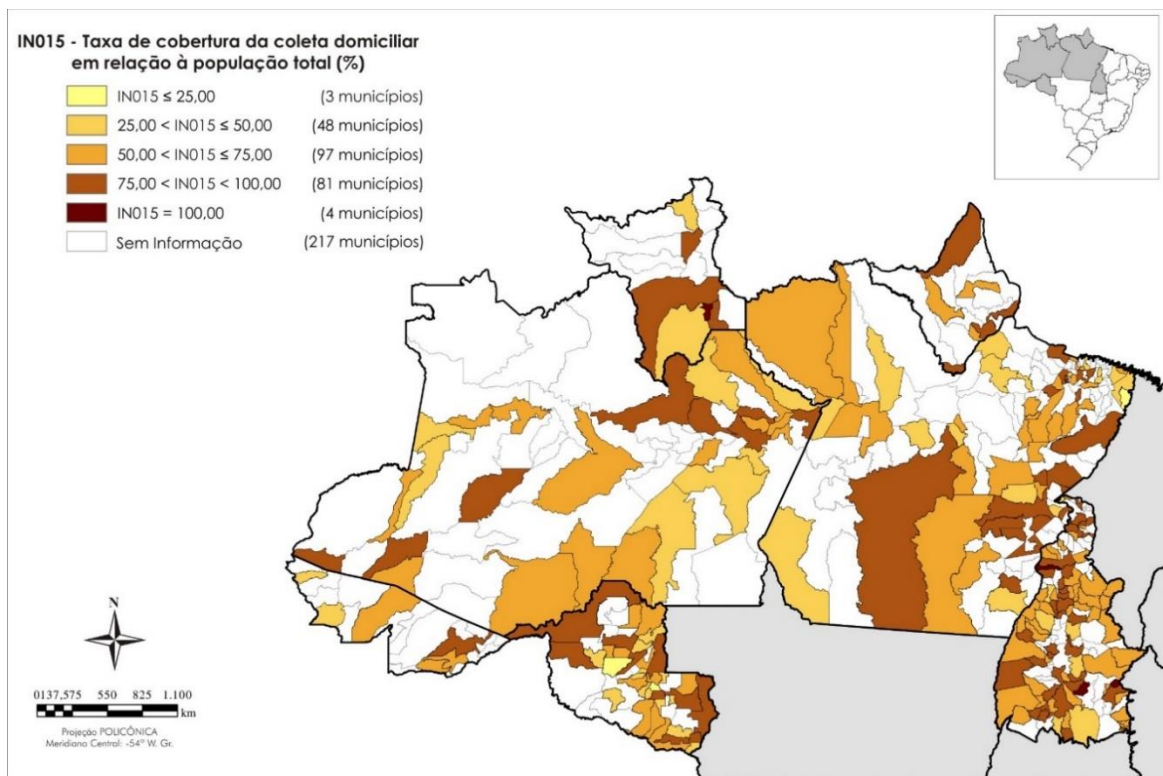 IN015 - Taxa de cobertura da coleta domiciliar
em relação à população total (%)
IN015 ≤ 25,00 (3 municípios)
25,00 < IN015 ≤ 50,00 (48 municípios)
50,00 < IN015 ≤ 75,00 (97 municípios)
75,00 < IN015 < 100,00 (81 municípios)
IN015 = 100,00 (4 municípios)
Sem Informação (217 municípios)
N
0137,575 550 825 1.100
km
Projeção POLICÔNICA
Meridiano Central: -54º W. Gr.